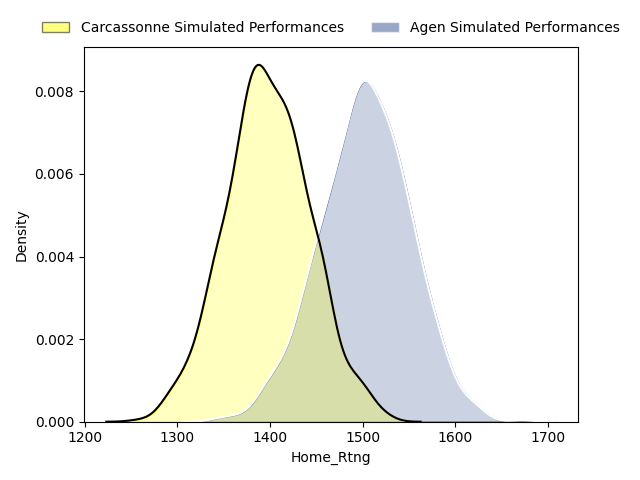 Carcassonne Simulated Performances Agen Simulated Performances
0.008
0.006
0.004
0.002
0.000
Density
1200 1300 1400 1500 1600 1700
Home_Rtng